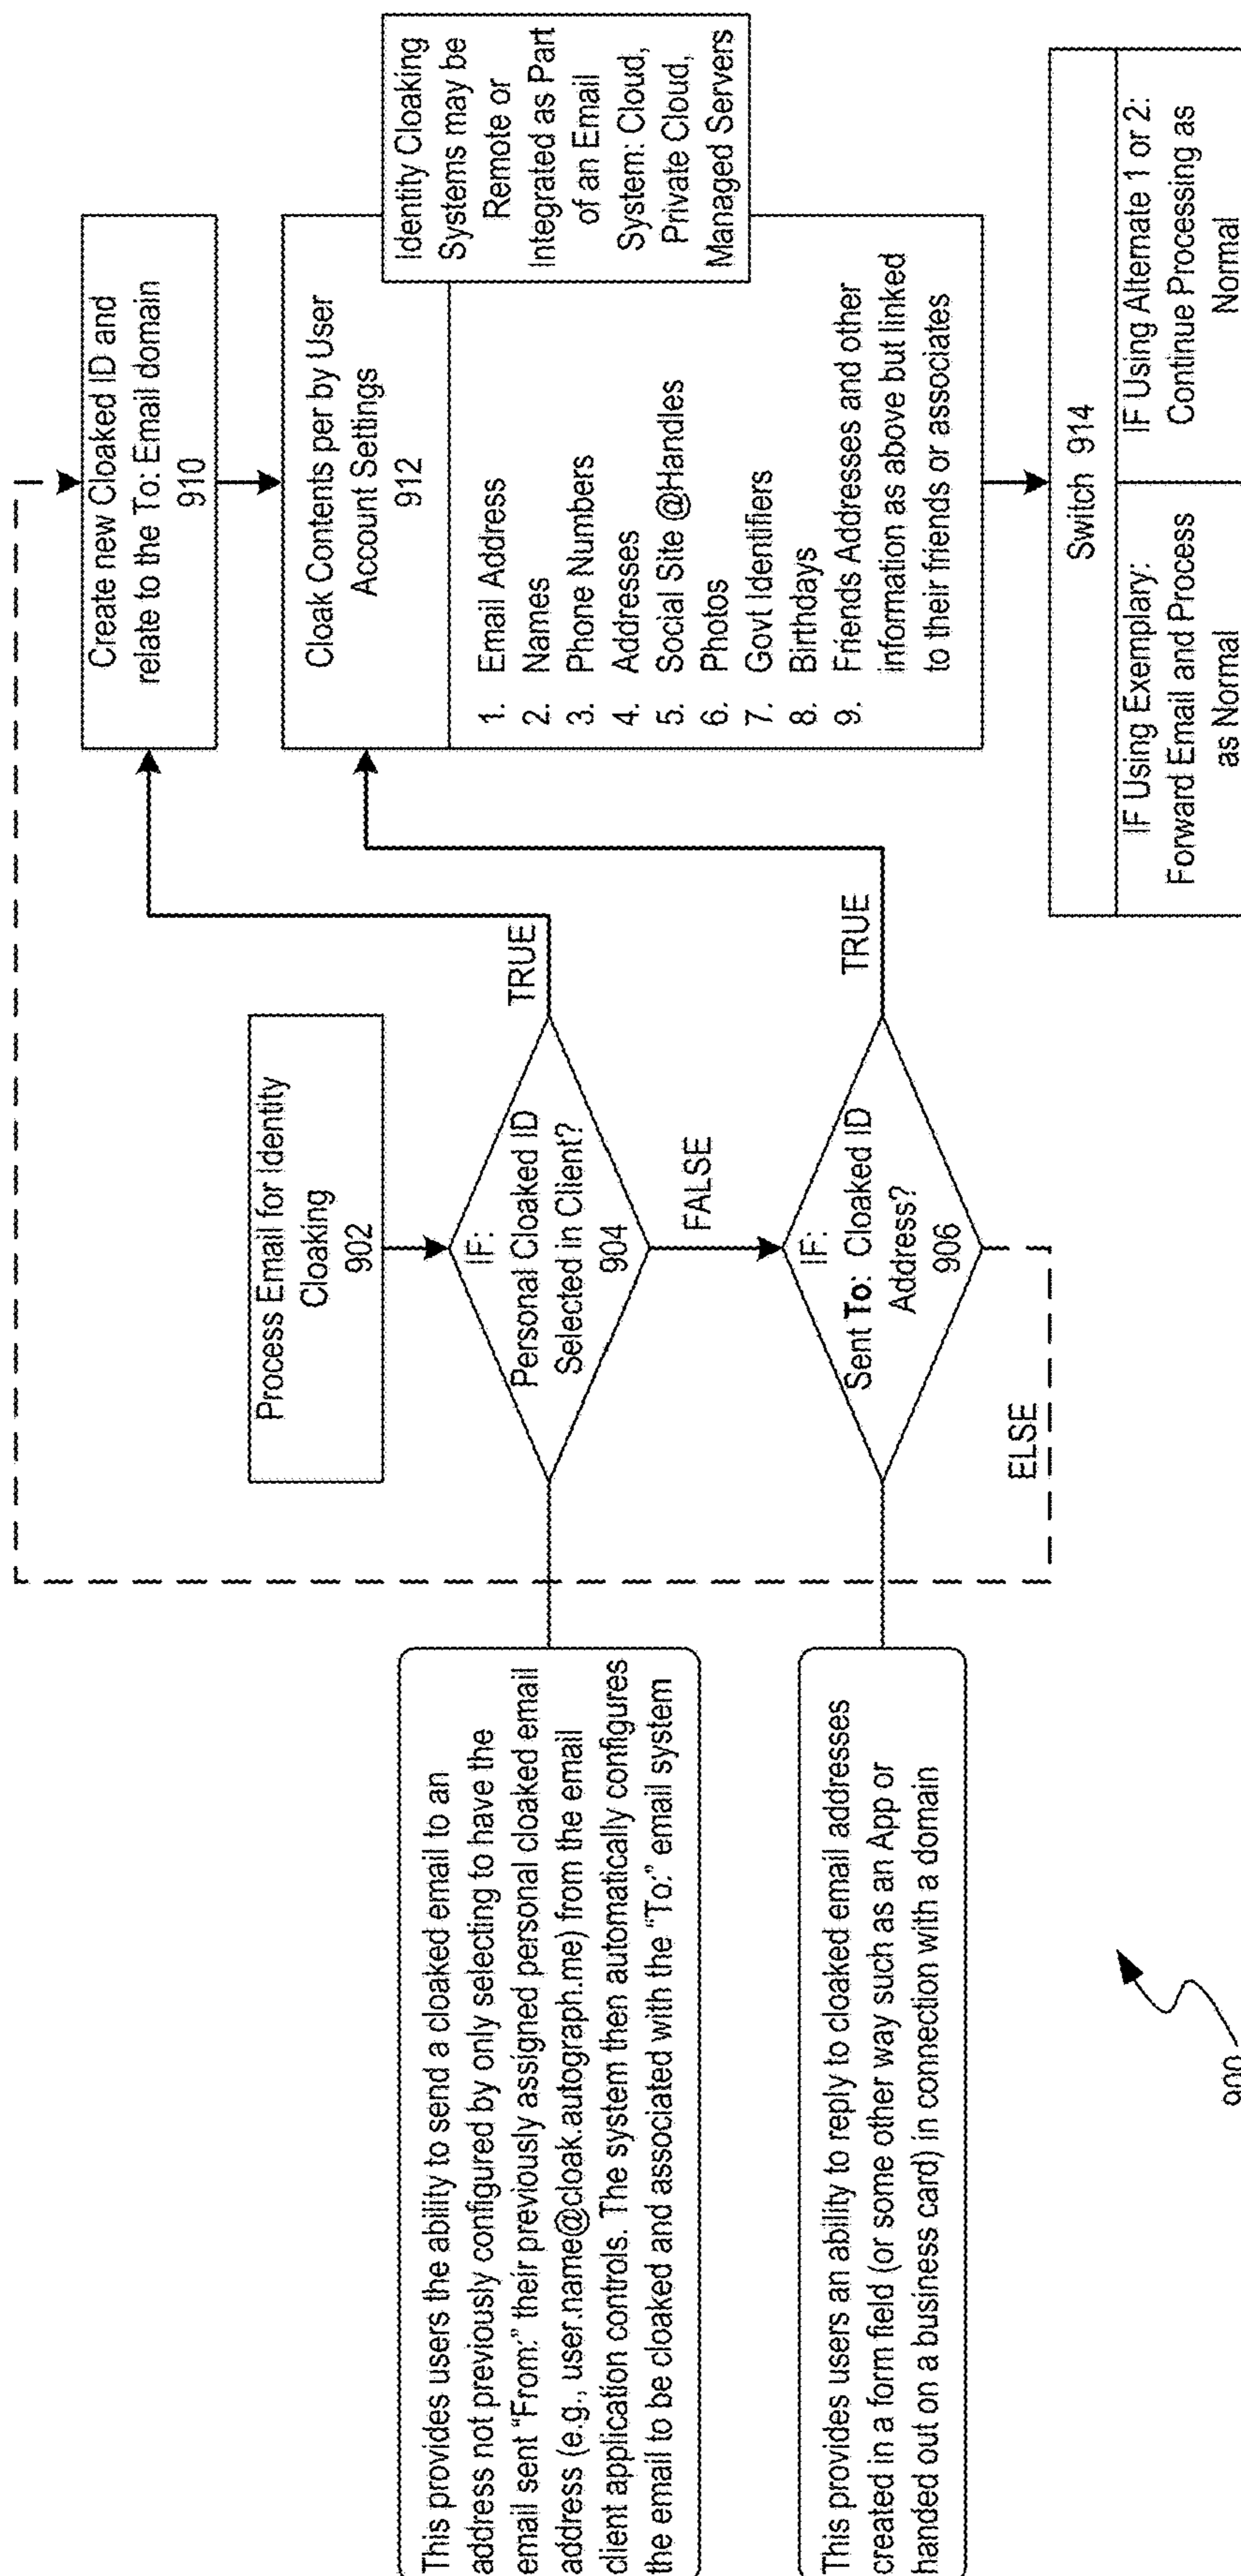 Process Email for Identity
Cloaking
902
IF:
Personal Cloaked ID
Selected in Client?
904
TRUE
FALSE
IF:
Sent To: Cloaked ID
Address?
906
TRUE
ELSE
This provides users the ability to send a cloaked email to an
address not previously configured by only selecting to have the
email sent “From:” their previously assigned personal cloaked email
address (e.g., user.name@cloak.autograph.me) from the email
client application controls. The system then automatically configures
the email to be cloaked and associated with the “To:” email system
This provides users an ability to reply to cloaked email addresses
created in a form field (or some other way such as an App or
handed out on a business card) in connection with a domain
Create new Cloaked ID and
relate to the To: Email domain
910
Cloak Contents per by User
Account Settings
912
1. Email Address
2. Names
3. Phone Numbers
4. Addresses
5. Social Site @Handles
6. Photos
7. Govt Identifiers
8. Birthdays
9. Friends Addresses and other
information as above but linked
to their friends or associates
Identity Cloaking
Systems may be
Remote or
Integrated as Part
of an Email
System: Cloud,
Private Cloud,
Managed Servers
Switch 914
IF Using Exemplary:
Forward Email and Process
as Normal
IF Using Alternate 1 or 2:
Continue Processing as
Normal
900